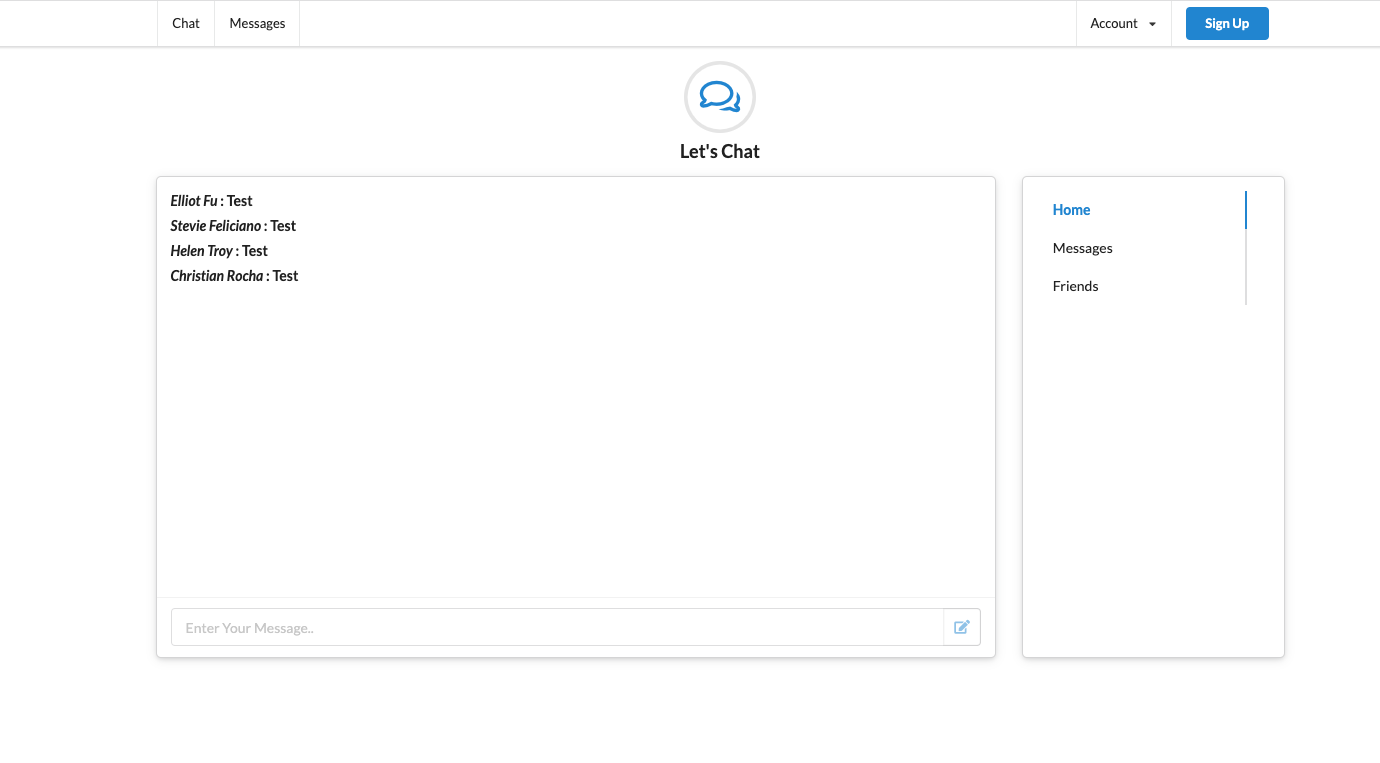 Chat Messages Account Sign Up
Let's Chat
Elliot Fu : Test
Stevie Feliciano : Test
Helen Troy : Test
Christian Rocha : Test
Enter Your Message..
Home
Messages
Friends